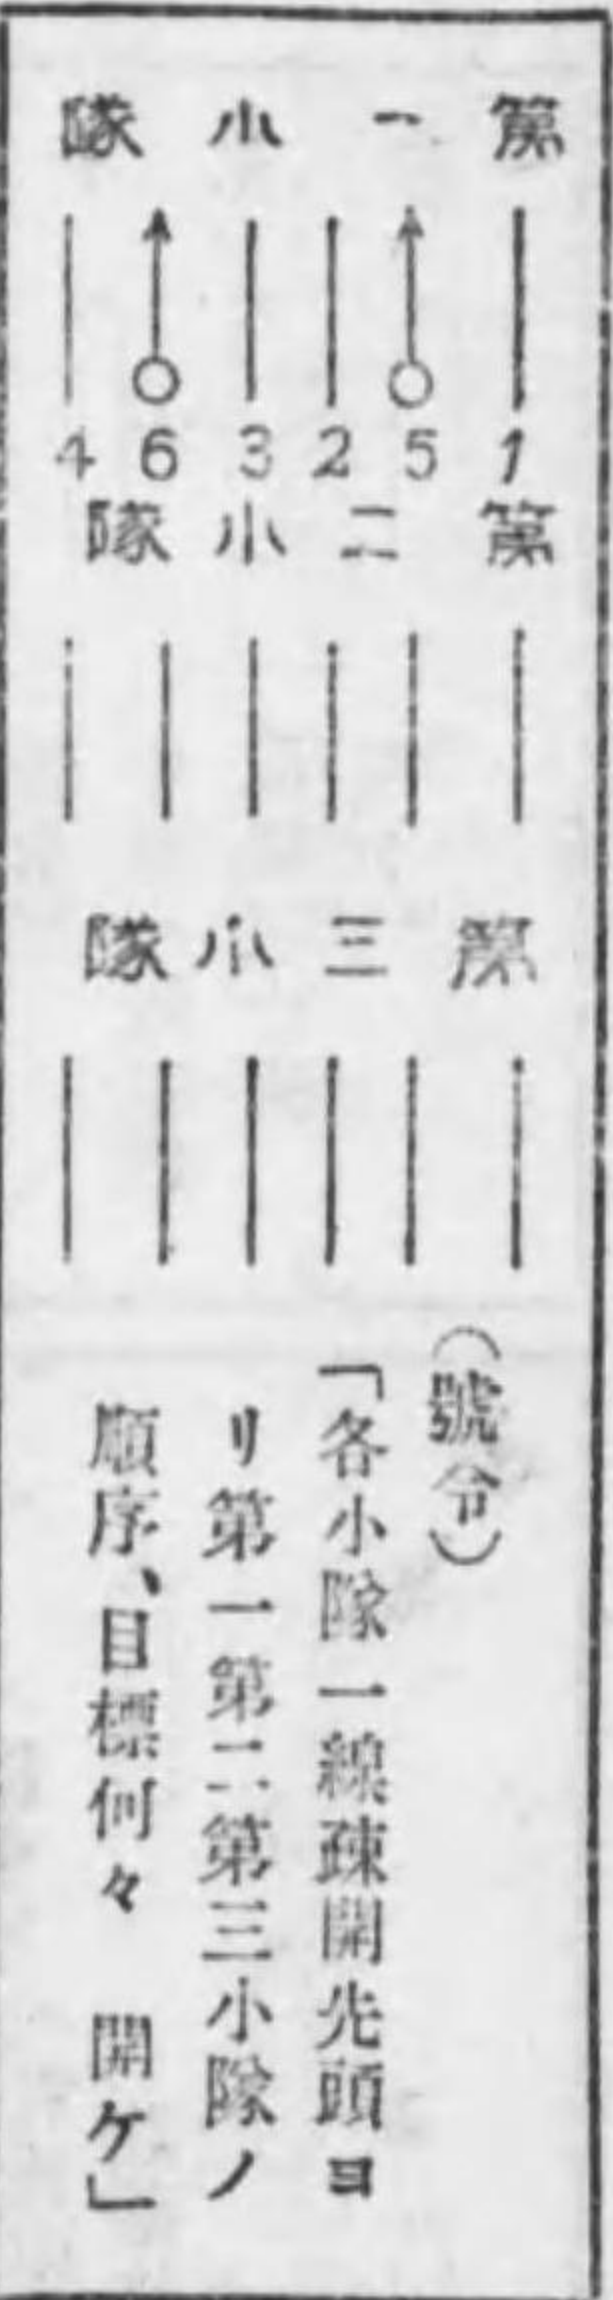 第一小隊
1 5 2 3 6 4
第二小隊
第三小隊
(號令)
「各小隊一線疎開先頭ヨ
リ第一第二第三小隊ノ
順序、目標何々 開ケ」